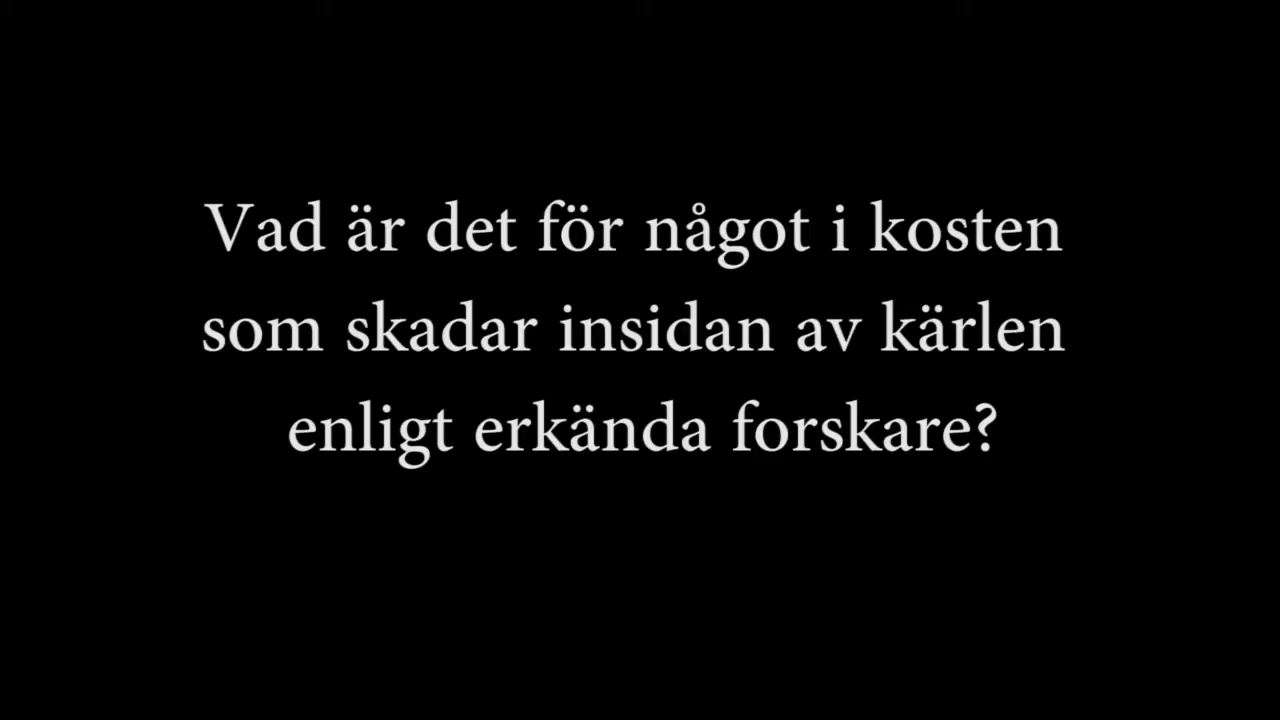 Vad är det för något i kosten
som skadar insidan av kärlen
enligt erkända forskare?